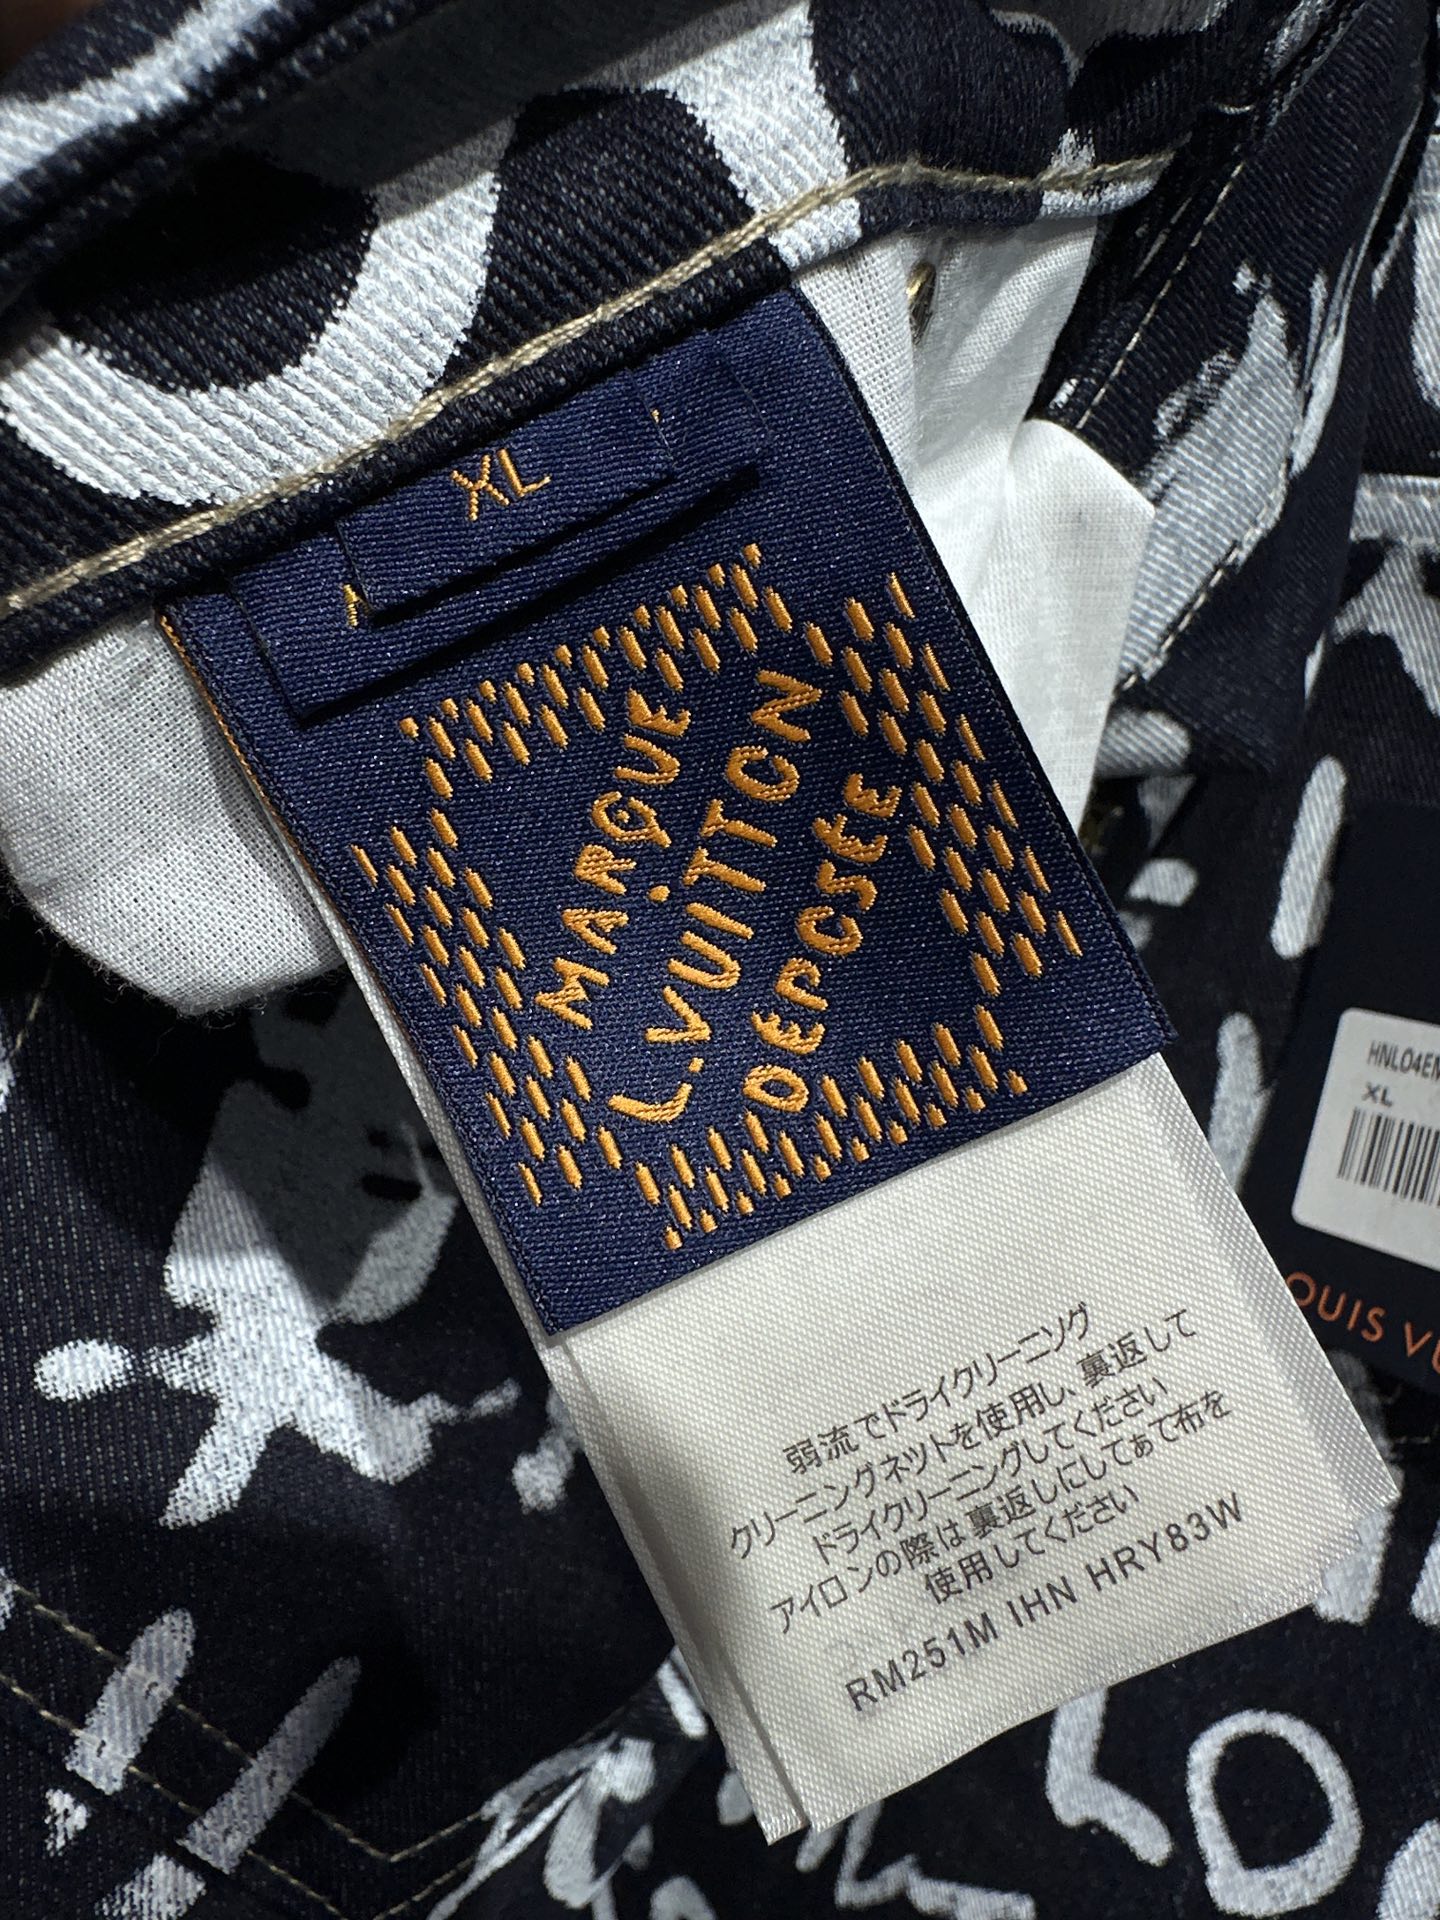 XL
MARQUE
L.VUITTON
DEPOSÉE
弱流でドライクリーニング
クリーニングネットを使用し、裏返して
ドライクリーニングしてください
アイロンの際は裏返しにしてあて布を
使用してください
RM251M IHN HRY83W
HNL04EM
XL
OUIS VU